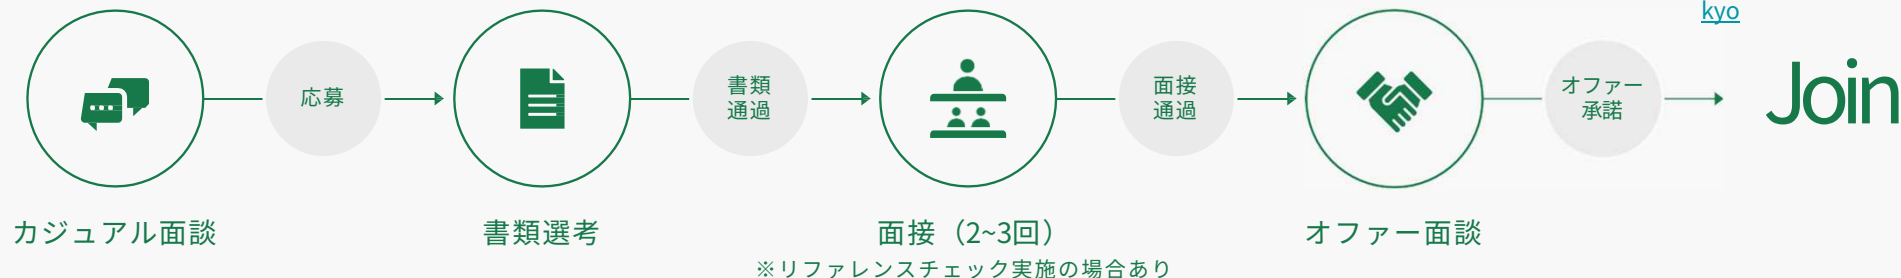 kyo
応募
書類
通過
面接
通過
オファー
承諾
Join
カジュアル面談
書類選考
面接（2~3回）
オファー面談
※リファレンスチェック実施の場合あり